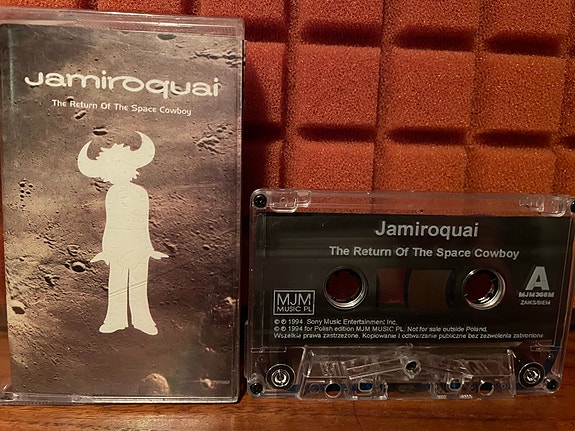 Jamiroquai
The Return Of The Space Cowboy
Jamiroquai
The Return Of The Space Cowboy
A
MJM368M
ZAIKS/BIEM
MJM
MUSIC PL
© ℗ 1994 Sony Music Entertainment Inc.
© ℗ 1994 for Polish edition MJM MUSIC PL. Not for sale outside Poland.
Wszelkie prawa zastrzeżone. Kopiowanie i odtwarzanie publiczne bez zezwolenia zabronione